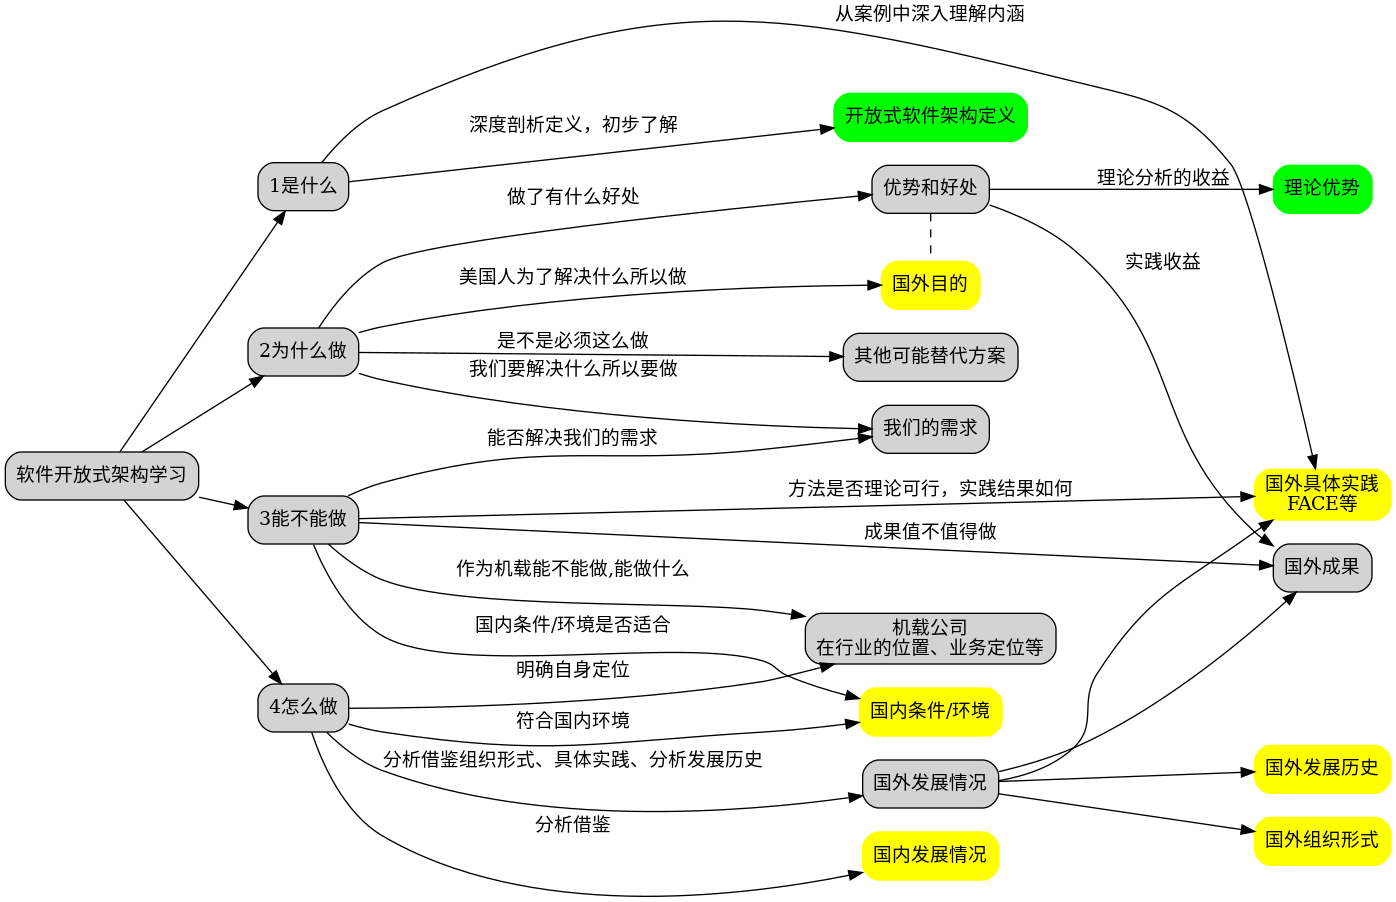 从案例中深入理解内涵
开放式软件架构定义
深度剖析定义，初步了解
1是什么
优势和好处
理论分析的收益
理论优势
做了有什么好处
实践收益
美国人为了解决什么所以做
国外目的
2为什么做
是不是必须这么做
其他可能替代方案
我们要解决什么所以要做
我们的需求
能否解决我们的需求
软件开放式架构学习
方法是否理论可行，实践结果如何
国外具体实践
FACE等
3能不能做
成果值不值得做
国外成果
作为机载能不能做,能做什么
国内条件/环境是否适合
机载公司
在行业的位置、业务定位等
明确自身定位
4怎么做
国内条件/环境
符合国内环境
分析借鉴组织形式、具体实践、分析发展历史
国外发展情况
国外发展历史
分析借鉴
国外组织形式
国内发展情况